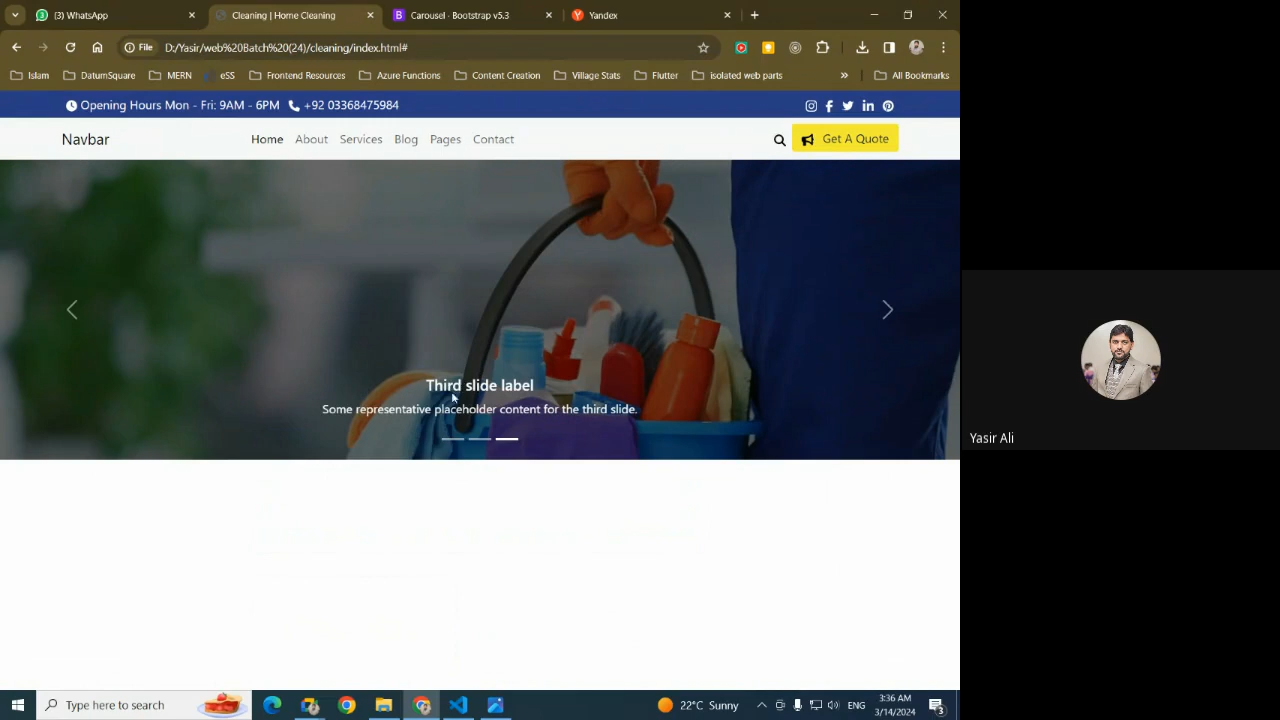 (3) WhatsApp
Cleaning | Home Cleaning
Carousel · Bootstrap v5.3
Yandex
File
D:/Yasir/web%20Batch%20(24)/cleaning/index.html#
Islam
DatumSquare
MERN
eSS
Frontend Resources
Azure Functions
Content Creation
Village Stats
Flutter
isolated web parts
»
All Bookmarks
Opening Hours Mon - Fri: 9AM - 6PM
+92 03368475984
Navbar
Home
About
Services
Blog
Pages
Contact
Get A Quote
Third slide label
Some representative placeholder content for the third slide.
Yasir Ali
Type here to search
22°C Sunny
ENG
3:36 AM
3/14/2024
3